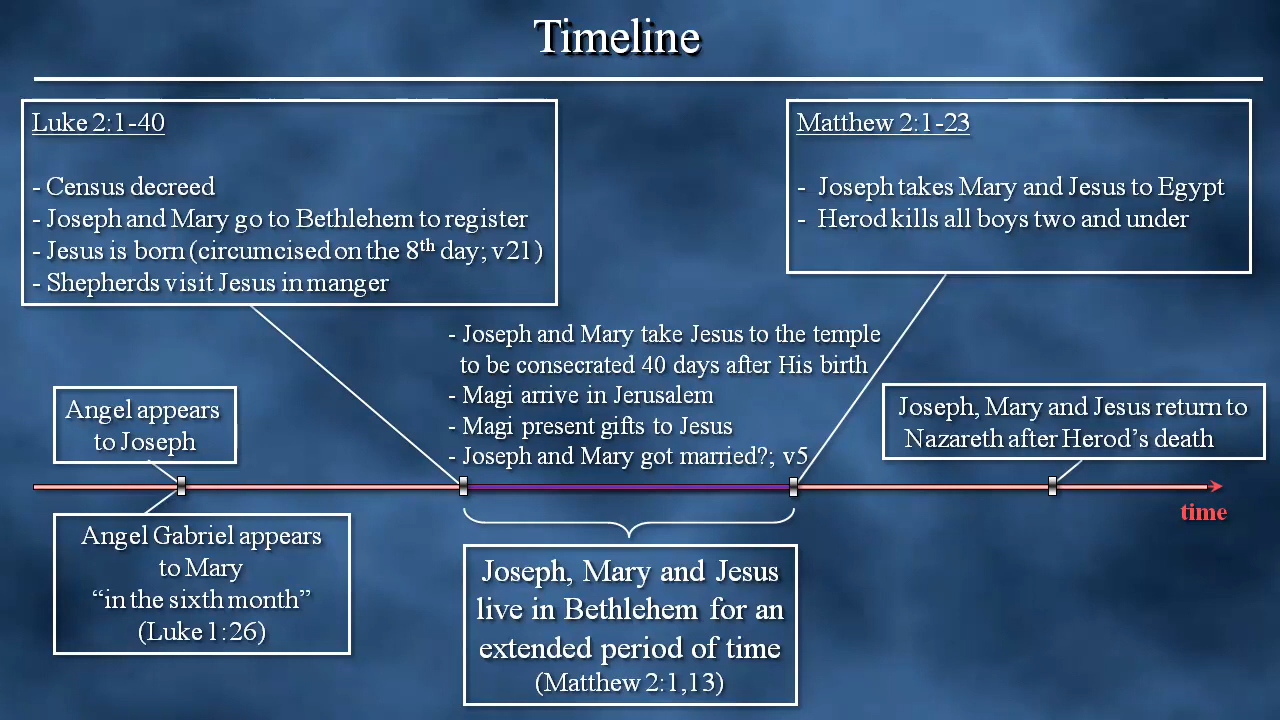 Timeline
Luke 2:1-40
- Census decreed
- Joseph and Mary go to Bethlehem to register
- Jesus is born (circumcised on the 8th day; v21)
- Shepherds visit Jesus in manger
Matthew 2:1-23
- Joseph takes Mary and Jesus to Egypt
- Herod kills all boys two and under
- Joseph and Mary take Jesus to the temple
to be consecrated 40 days after His birth
- Magi arrive in Jerusalem
- Magi present gifts to Jesus
- Joseph and Mary got married?; v5
Angel appears
to Joseph
Joseph, Mary and Jesus return to
Nazareth after Herod's death
time
Angel Gabriel appears
to Mary
“in the sixth month”
(Luke 1:26)
Joseph, Mary and Jesus
live in Bethlehem for an
extended period of time
(Matthew 2:1,13)